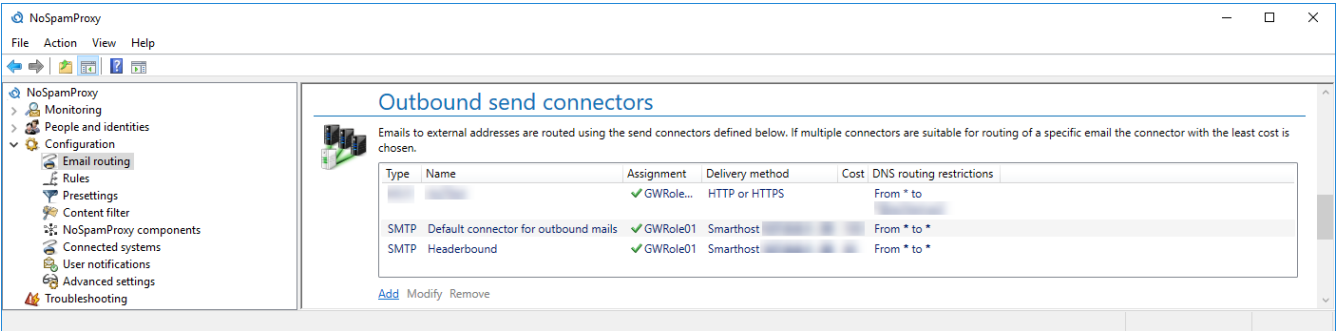 NoSpamProxy
File Action View Help
NoSpamProxy
Monitoring
People and identities
Configuration
Email routing
Rules
Presettings
Content filter
NoSpamProxy components
Connected systems
User notifications
Advanced settings
Troubleshooting
Outbound send connectors
Emails to external addresses are routed using the send connectors defined below. If multiple connectors are suitable for routing of a specific email the connector with the least cost is
chosen.
Type Name Assignment Delivery method Cost DNS routing restrictions
GWRole... HTTP or HTTPS From * to
SMTP Default connector for outbound mails GWRole01 Smarthost From * to *
SMTP Headerbound GWRole01 Smarthost From * to *
Add Modify Remove